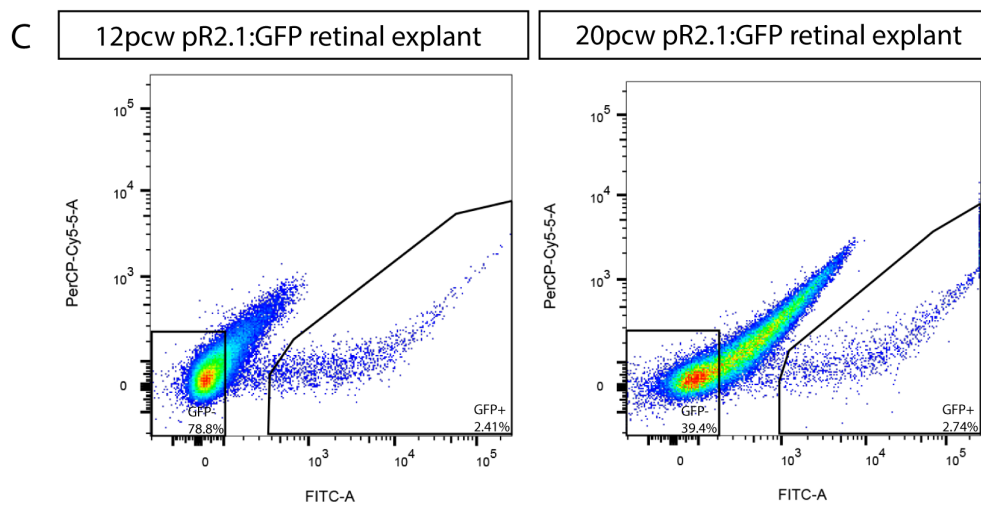 C
12pcw pR2.1:GFP retinal explant
20pcw pR2.1:GFP retinal explant
PerCP-Cy5-5-A
10^5
10^4
10^3
0
GFP-
78.8%
GFP+
2.41%
0
10^3
10^4
10^5
FITC-A
PerCP-Cy5-5-A
10^5
10^4
10^3
0
GFP-
39.4%
GFP+
2.74%
0
10^3
10^4
10^5
FITC-A